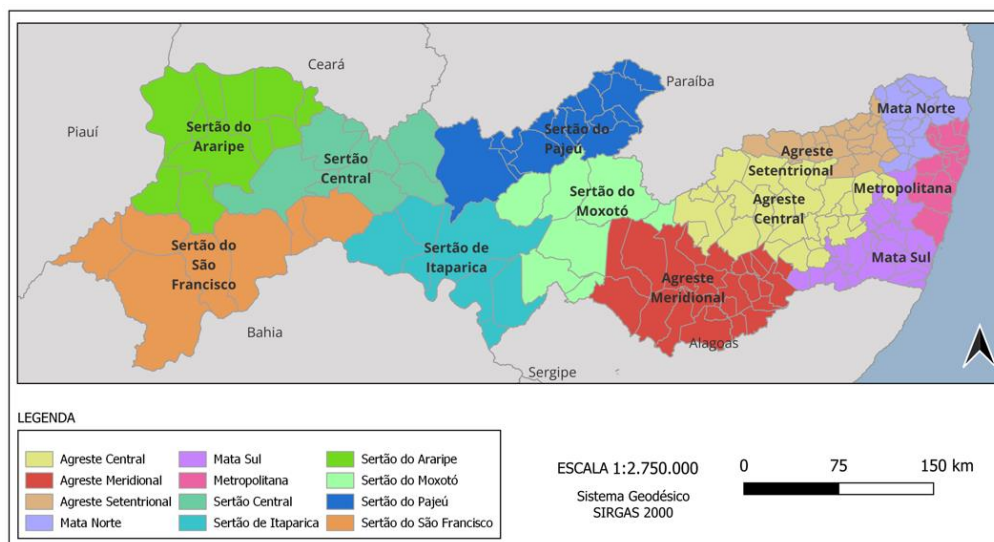 Ceará
Paraíba
Piauí
Mata Norte
Sertão do
Araripe
Sertão do
Pajeú
Agreste
Setentrional
Sertão
Central
Metropolitana
Sertão do
Moxotó
Agreste
Central
Sertão do
São
Francisco
Sertão de
Itaparica
Mata Sul
Agreste
Meridional
Bahia
Alagoas
Sergipe
LEGENDA
Agreste Central
Agreste Meridional
Agreste Setentrional
Mata Norte
Mata Sul
Metropolitana
Sertão Central
Sertão de Itaparica
Sertão do Araripe
Sertão do Moxotó
Sertão do Pajeú
Sertão do São Francisco
ESCALA 1:2.750.000
Sistema Geodésico
SIRGAS 2000
0 75 150 km